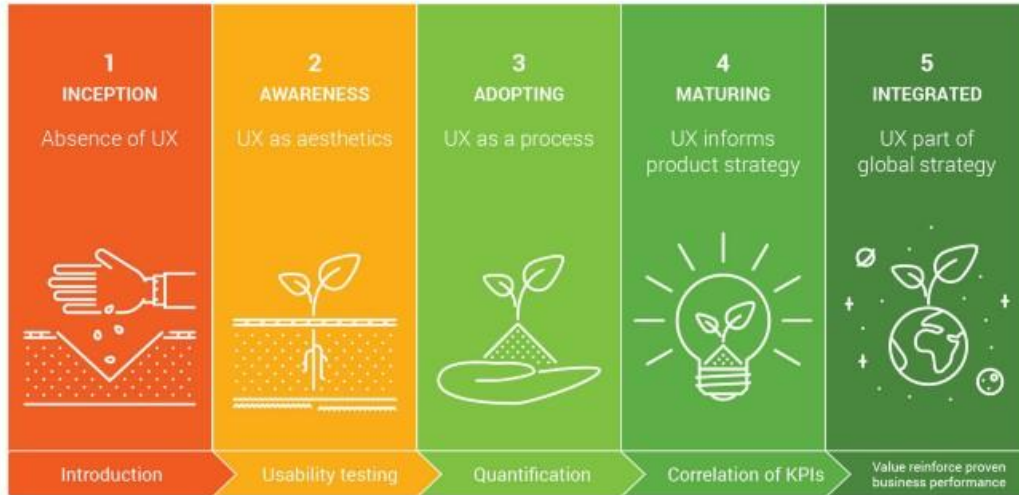 1
INCEPTION
Absence of UX
2
AWARENESS
UX as aesthetics
3
ADOPTING
UX as a process
4
MATURING
UX informs
product strategy
5
INTEGRATED
UX part of
global strategy
Introduction
Usability testing
Quantification
Correlation of KPIs
Value reinforce proven
business performance